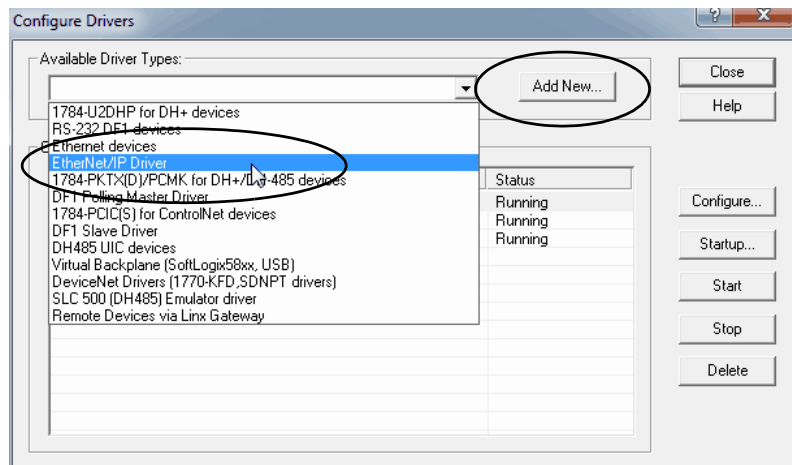 Configure Drivers
Available Driver Types:
Add New...
Close
Help
1784-U2DHP for DH+ devices
RS-232 DF1 devices
Ethernet devices
EtherNet/IP Driver
1784-PKTX(D)/PCMK for DH+/DH-485 devices
DF1 Polling Master Driver
1784-PCIC(S) for ControlNet devices
DF1 Slave Driver
DH485 UIC devices
Virtual Backplane (SoftLogix58xx, USB)
DeviceNet Drivers (1770-KFD,SDNPT drivers)
SLC 500 (DH485) Emulator driver
Remote Devices via Linx Gateway
Status
Running
Running
Running
Configure...
Startup...
Start
Stop
Delete